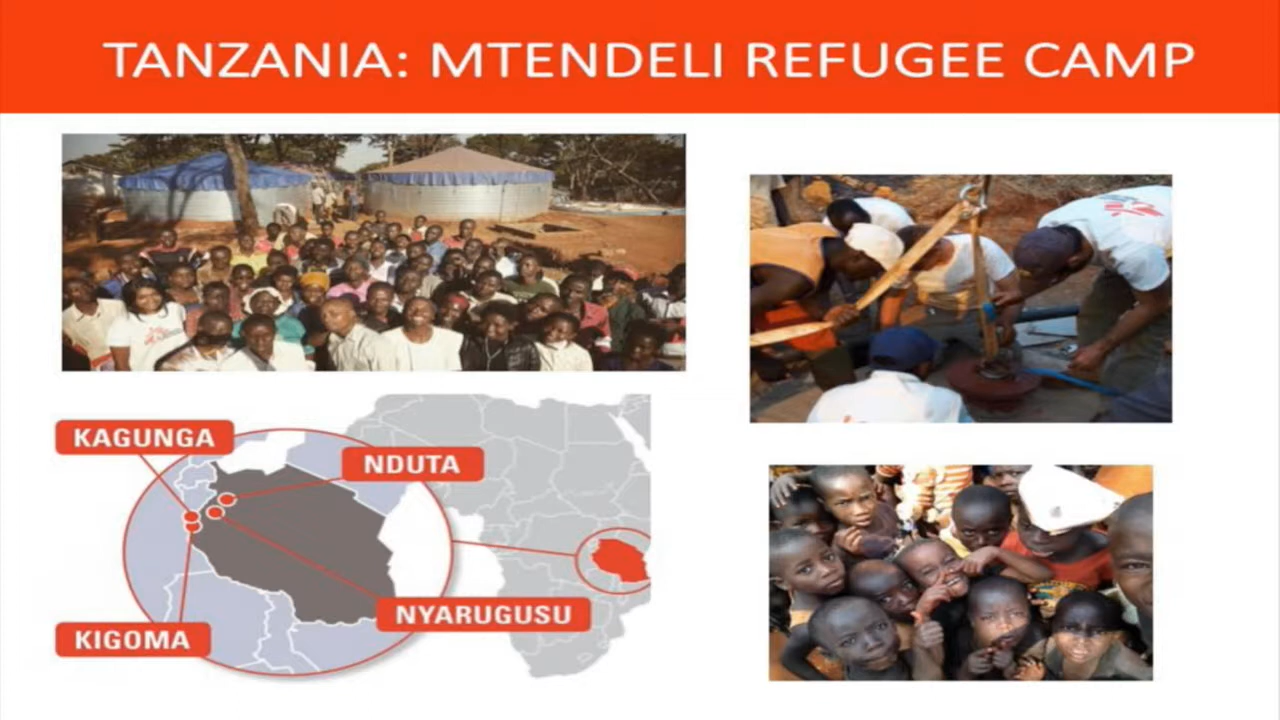 TANZANIA: MTENDELI REFUGEE CAMP
KAGUNGA
NDUTA
NYARUGUSU
KIGOMA